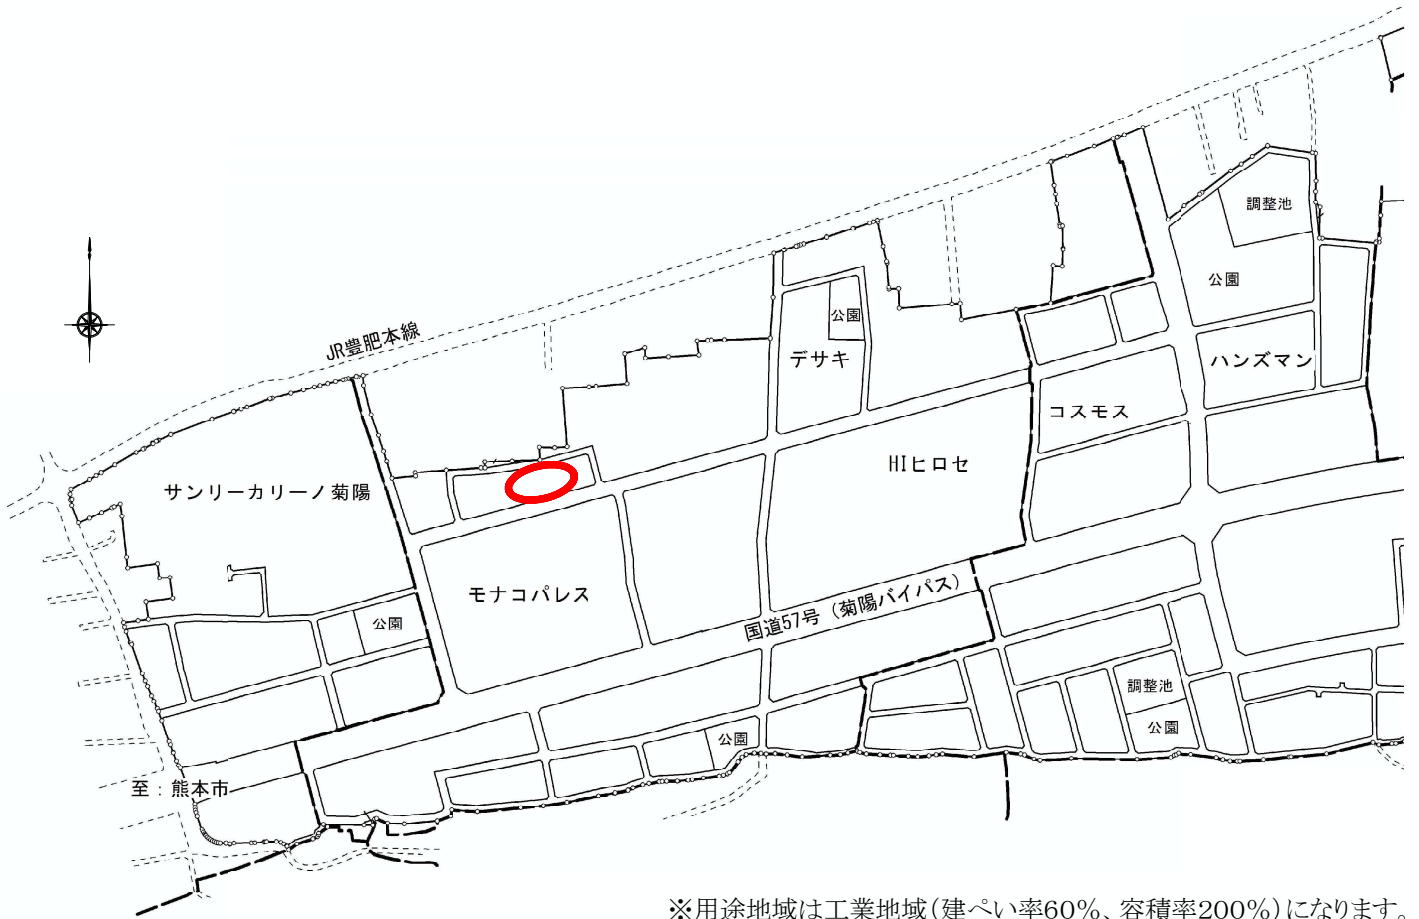 調整池
公園
公園
JR豊肥本線
デサキ
ハンズマン
コスモス
HIヒロセ
サンリーカリーノ菊陽
モナコパレス
国道57号（菊陽バイパス）
公園
調整池
公園
公園
至：熊本市
※用途地域は工業地域（建ぺい率60%、容積率200%）になります。